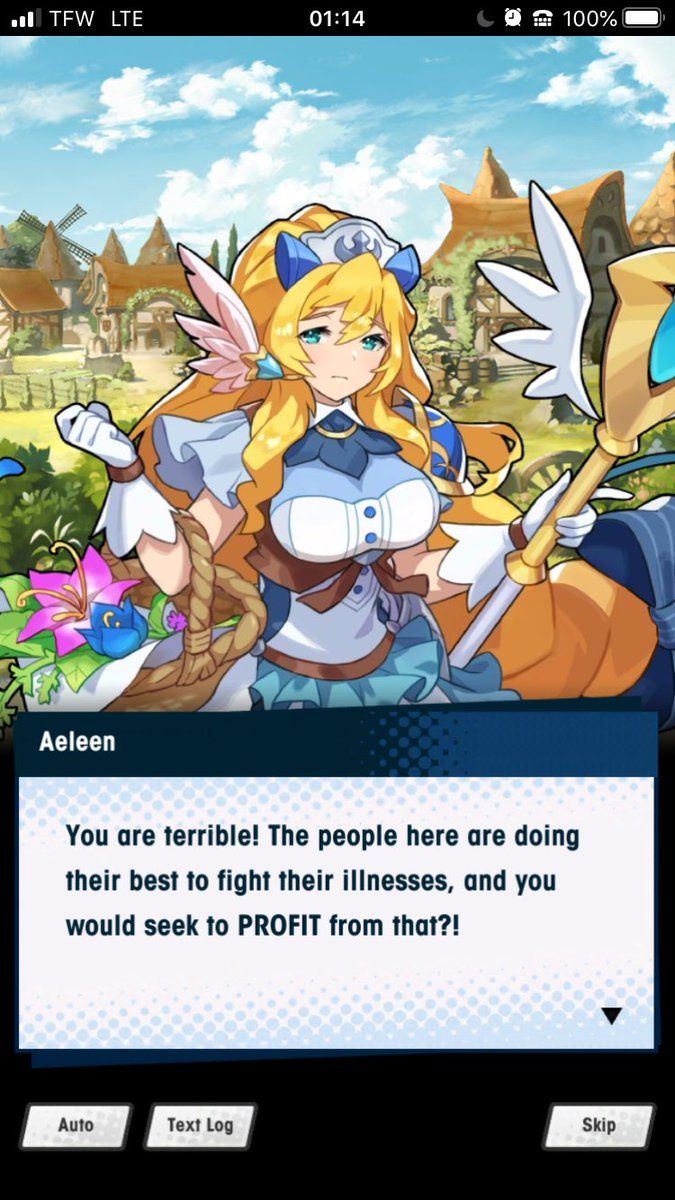 TFW LTE 01:14 100%
Aeleen
You are terrible! The people here are doing
their best to fight their illnesses, and you
would seek to PROFIT from that?!
Auto Text Log Skip